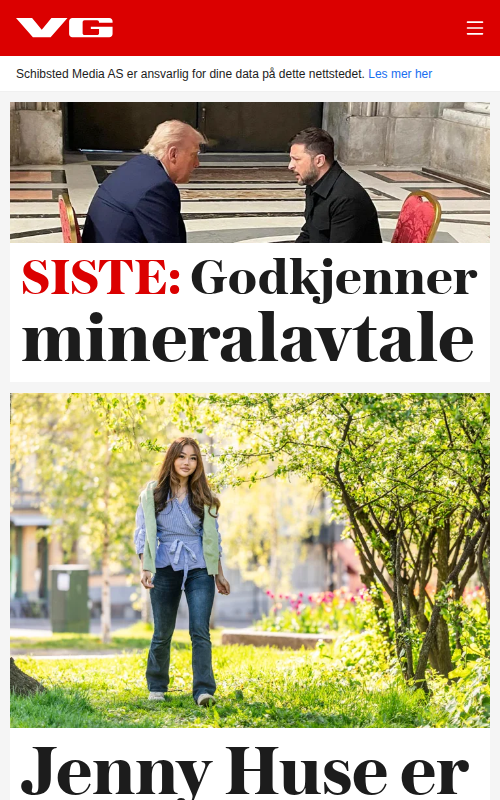 VG
Schibsted Media AS er ansvarlig for dine data på dette nettstedet. Les mer her
SISTE: Godkjenner
mineralavtale
Jenny Huse er